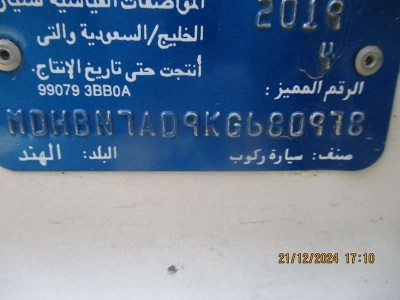 المواصفات القياسية
2019
الخليج/السعودية والتى
أنتجت حتى تاريخ الإنتاج.
الرقم المميز:
99079 3BB0A
MDHBN7AD9KG680978
صنف: سيارة ركوب
البلد: الهند
21/12/2024 17:10